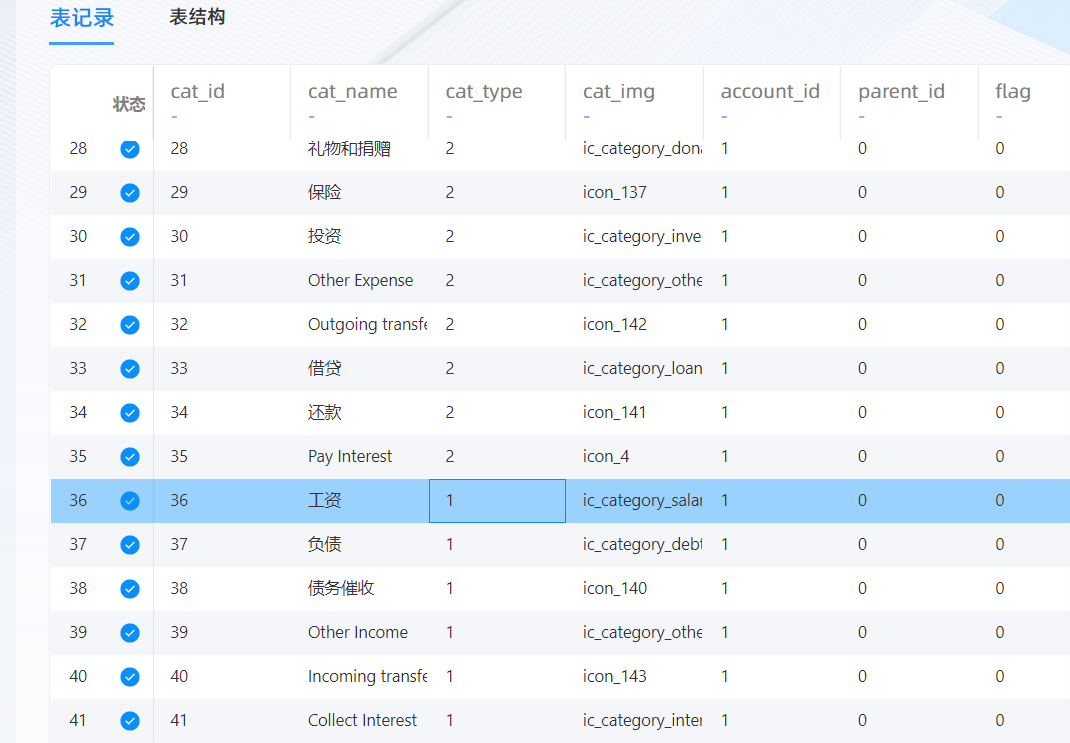 表记录 表结构
状态 cat_id cat_name cat_type cat_img account_id parent_id flag
- - - - - - -
28 28 礼物和捐赠 2 ic_category_dona 1 0 0
29 29 保险 2 icon_137 1 0 0
30 30 投资 2 ic_category_inve 1 0 0
31 31 Other Expense 2 ic_category_othe 1 0 0
32 32 Outgoing transfe 2 icon_142 1 0 0
33 33 借贷 2 ic_category_loan 1 0 0
34 34 还款 2 icon_141 1 0 0
35 35 Pay Interest 2 icon_4 1 0 0
36 36 工资 1 ic_category_salar 1 0 0
37 37 负债 1 ic_category_debt 1 0 0
38 38 债务催收 1 icon_140 1 0 0
39 39 Other Income 1 ic_category_othe 1 0 0
40 40 Incoming transfe 1 icon_143 1 0 0
41 41 Collect Interest 1 ic_category_inter 1 0 0